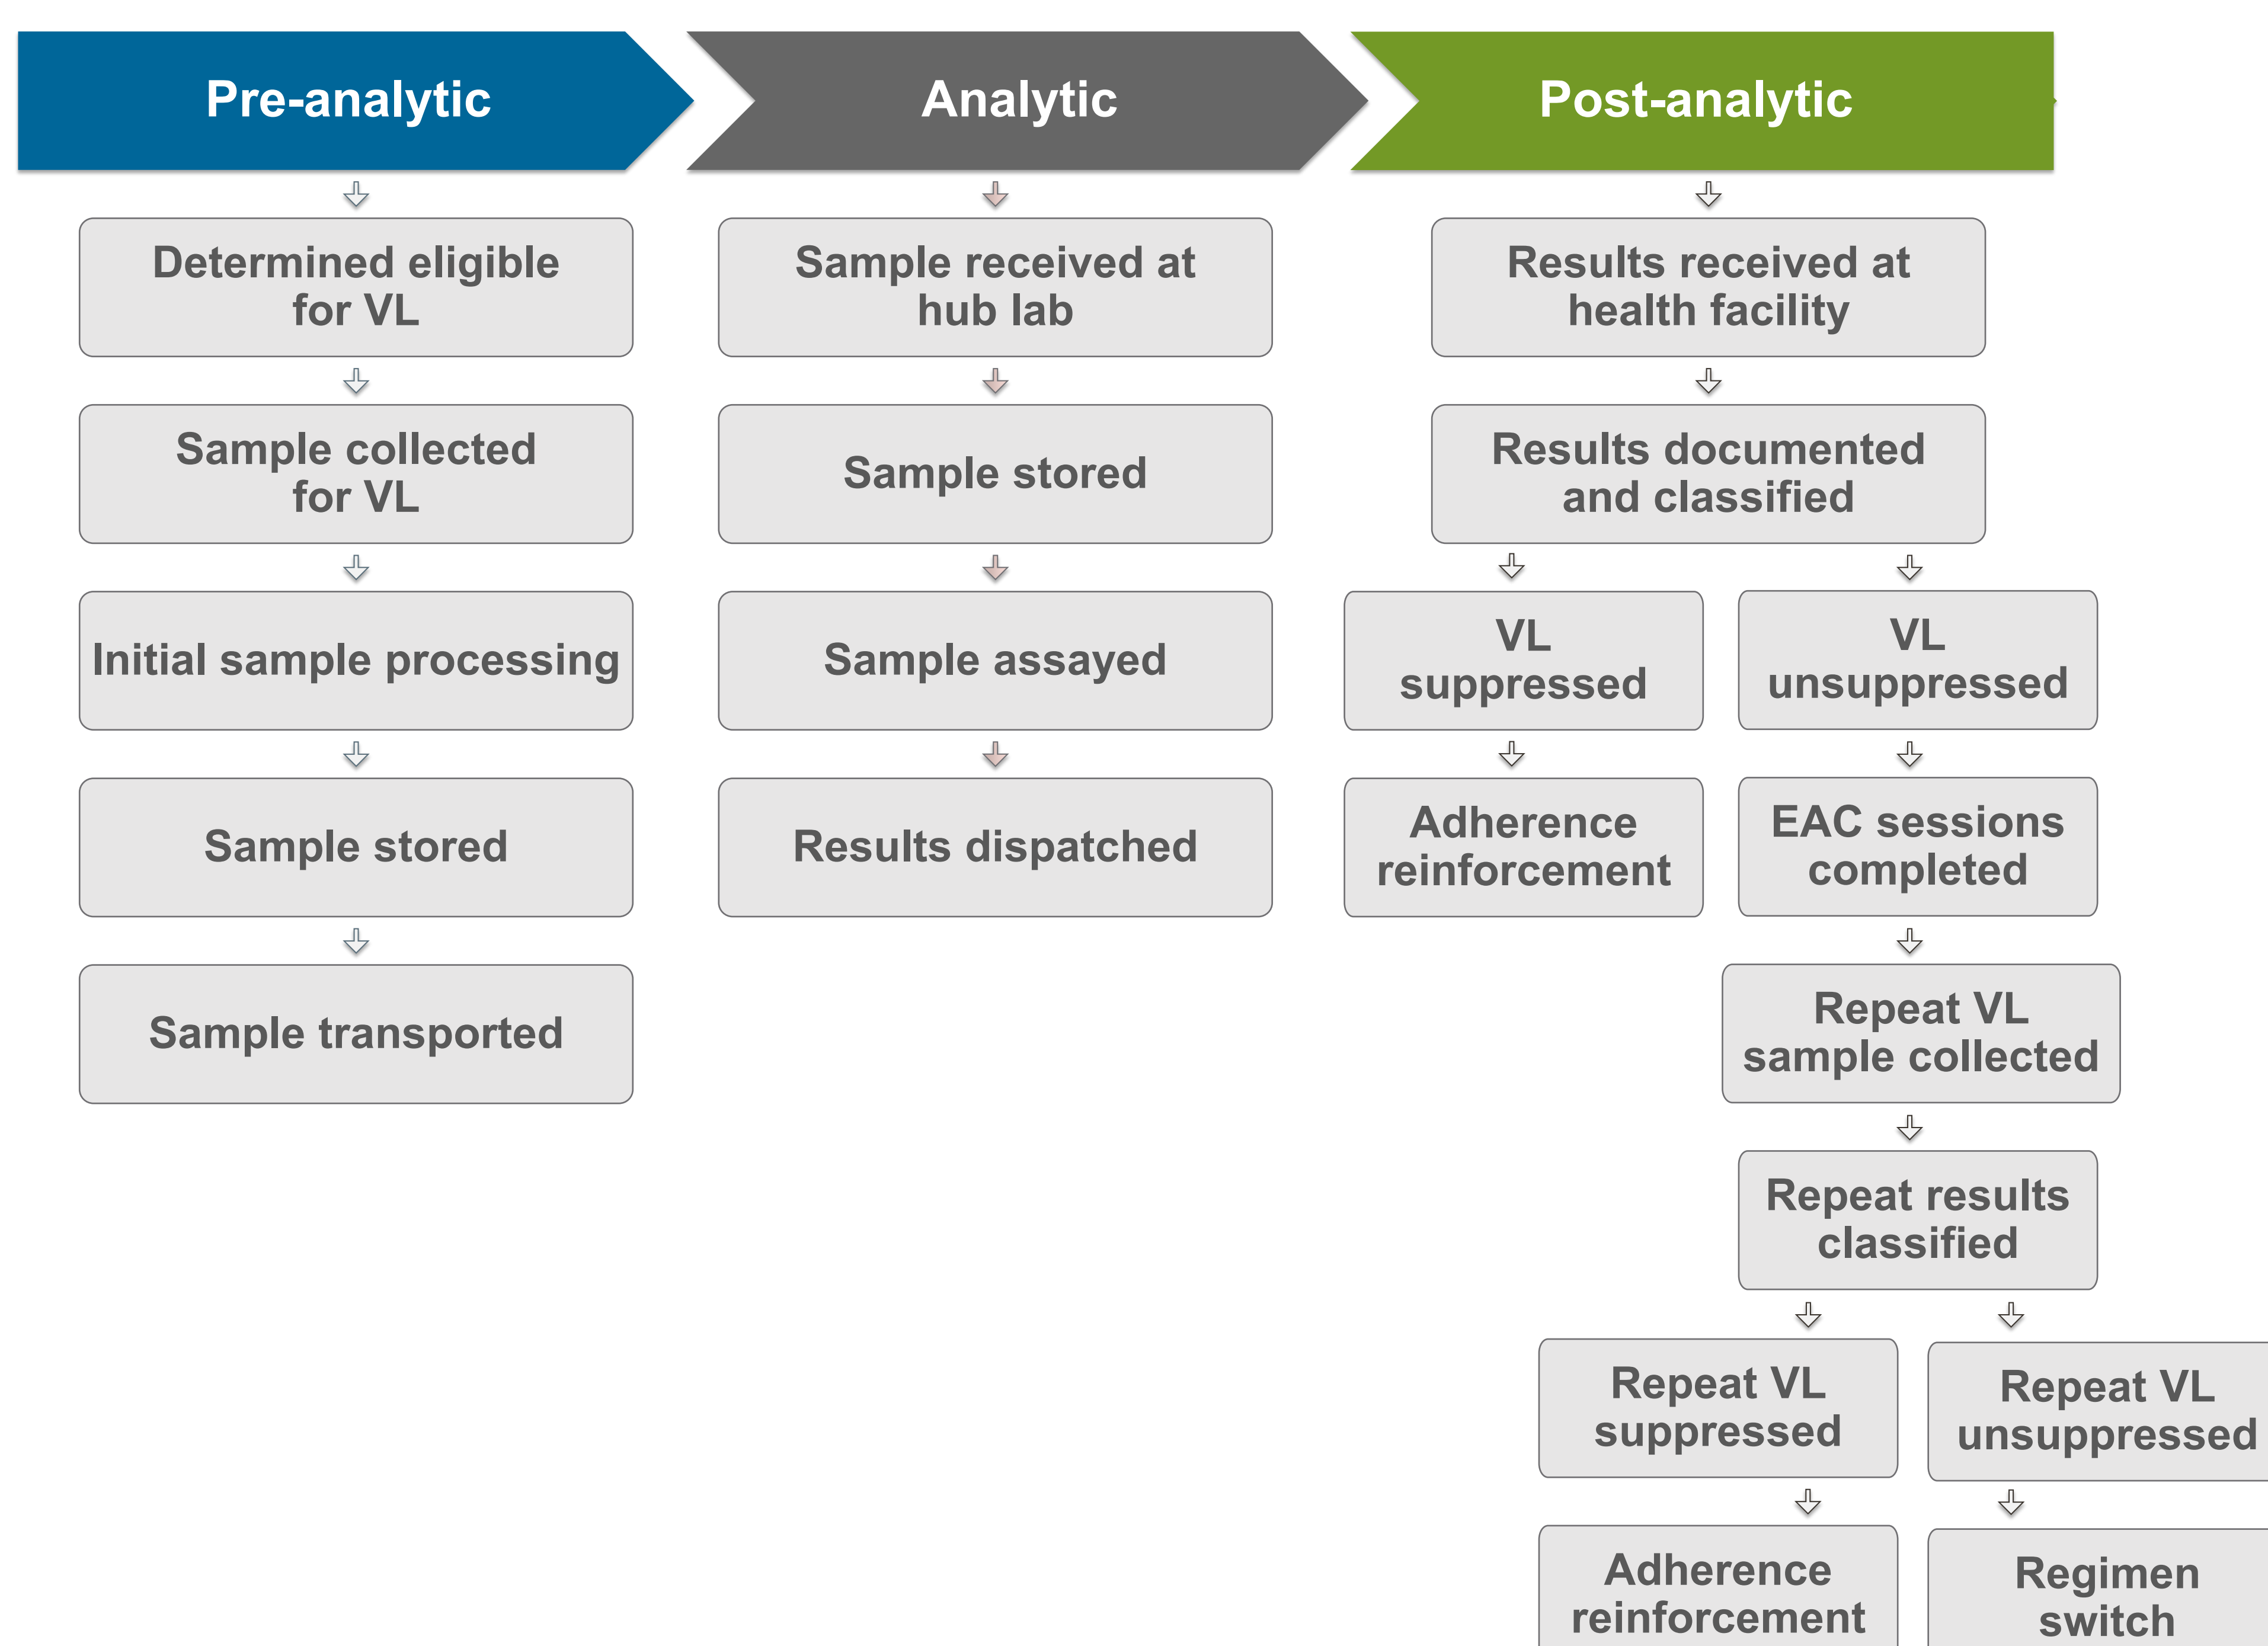 Pre-analytic
Analytic
Post-analytic
Determined eligible
for VL
Sample collected
for VL
Initial sample processing
Sample stored
Sample transported
Sample received at
hub lab
Sample stored
Sample assayed
Results dispatched
Results received at
health facility
Results documented
and classified
VL
suppressed
Adherence
reinforcement
VL
unsuppressed
EAC sessions
completed
Repeat VL
sample collected
Repeat results
classified
Repeat VL
suppressed
Adherence
reinforcement
Repeat VL
unsuppressed
Regimen
switch